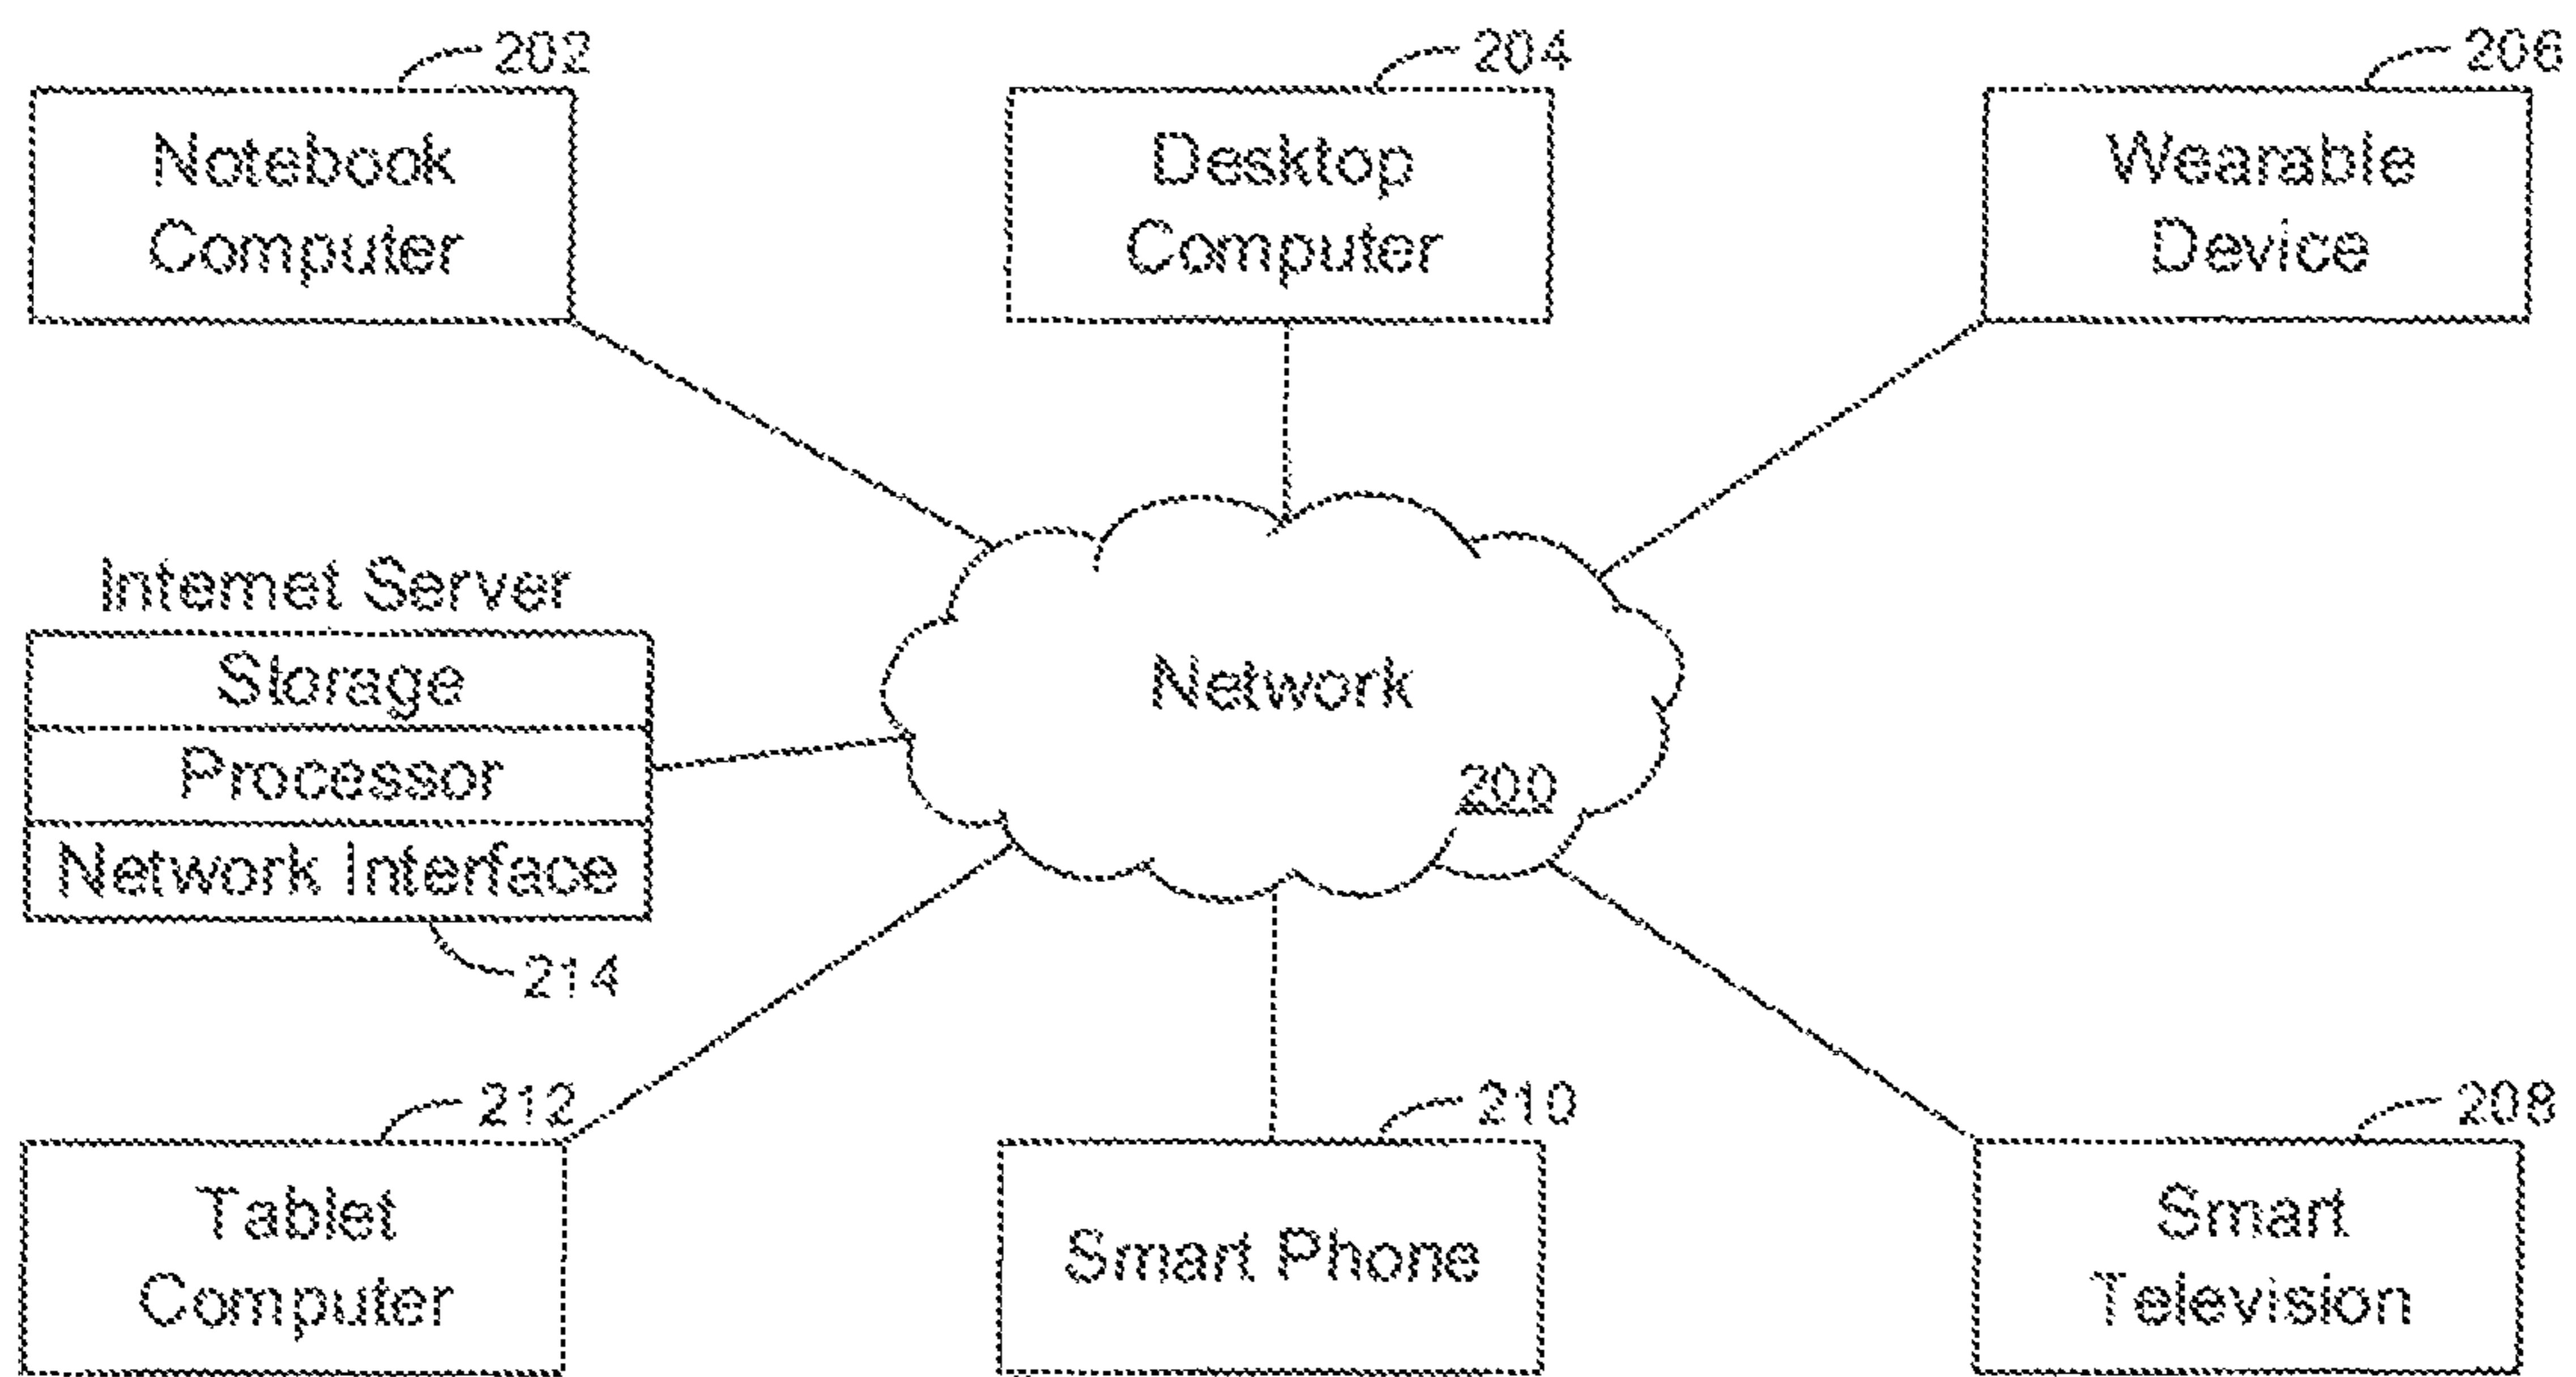 202
Notebook
Computer
204
Desktop
Computer
206
Wearable
Device
Internet Server
Storage
Processor
Network Interface
214
Network
200
212
Tablet
Computer
210
Smart Phone
208
Smart
Television